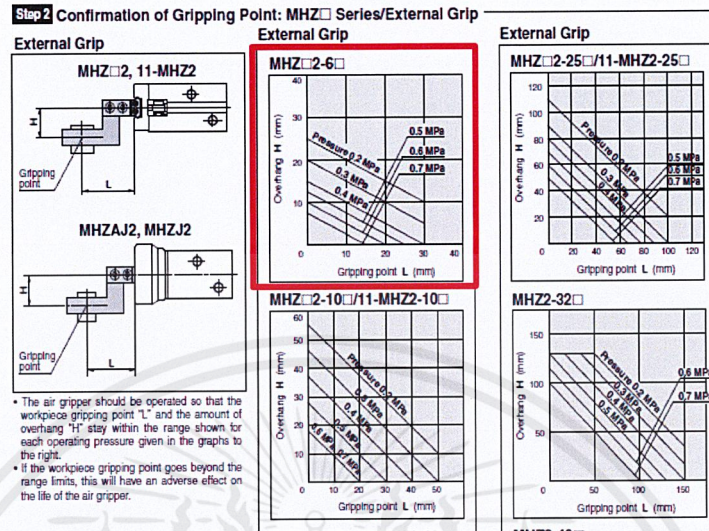 Step 2 Confirmation of Gripping Point: MHZ□ Series/External Grip
External Grip
MHZ□2, 11-MHZ2
H
Gripping
point
L
MHZAJ2, MHZJ2
H
Gripping
point
L
• The air gripper should be operated so that the
workpiece gripping point "L" and the amount of
overhang "H" stay within the range shown for
each operating pressure given in the graphs to
the right.
• If the workpiece gripping point goes beyond the
range limits, this will have an adverse effect on
the life of the air gripper.
External Grip
MHZ□2-6□
Overhang H (mm)
40
30
20
10
Pressure 0.2 MPa
0.3 MPa
0.4 MPa
0.5 MPa
0.6 MPa
0.7 MPa
0 10 20 30 40
Gripping point L (mm)
MHZ□2-10□/11-MHZ2-10□
Overhang H (mm)
60
50
40
30
20
10
Pressure 0.2 MPa
0.3 MPa
0.4 MPa
0.5 MPa
0.6 MPa
0.7 MPa
0 10 20 30 40 50
Gripping point L (mm)
External Grip
MHZ□2-25□/11-MHZ2-25□
Overhang H (mm)
120
100
80
60
40
20
Pressure 0.2 MPa
0.3 MPa
0.4 MPa
0.5 MPa
0.6 MPa
0.7 MPa
0 20 40 60 80 100 120
Gripping point L (mm)
MHZ2-32□
Overhang H (mm)
150
100
50
Pressure 0.2 MPa
0.3 MPa
0.4 MPa
0.5 MPa
0.6 MP
0.7 MP
0 50 100 150
Gripping point L (mm)